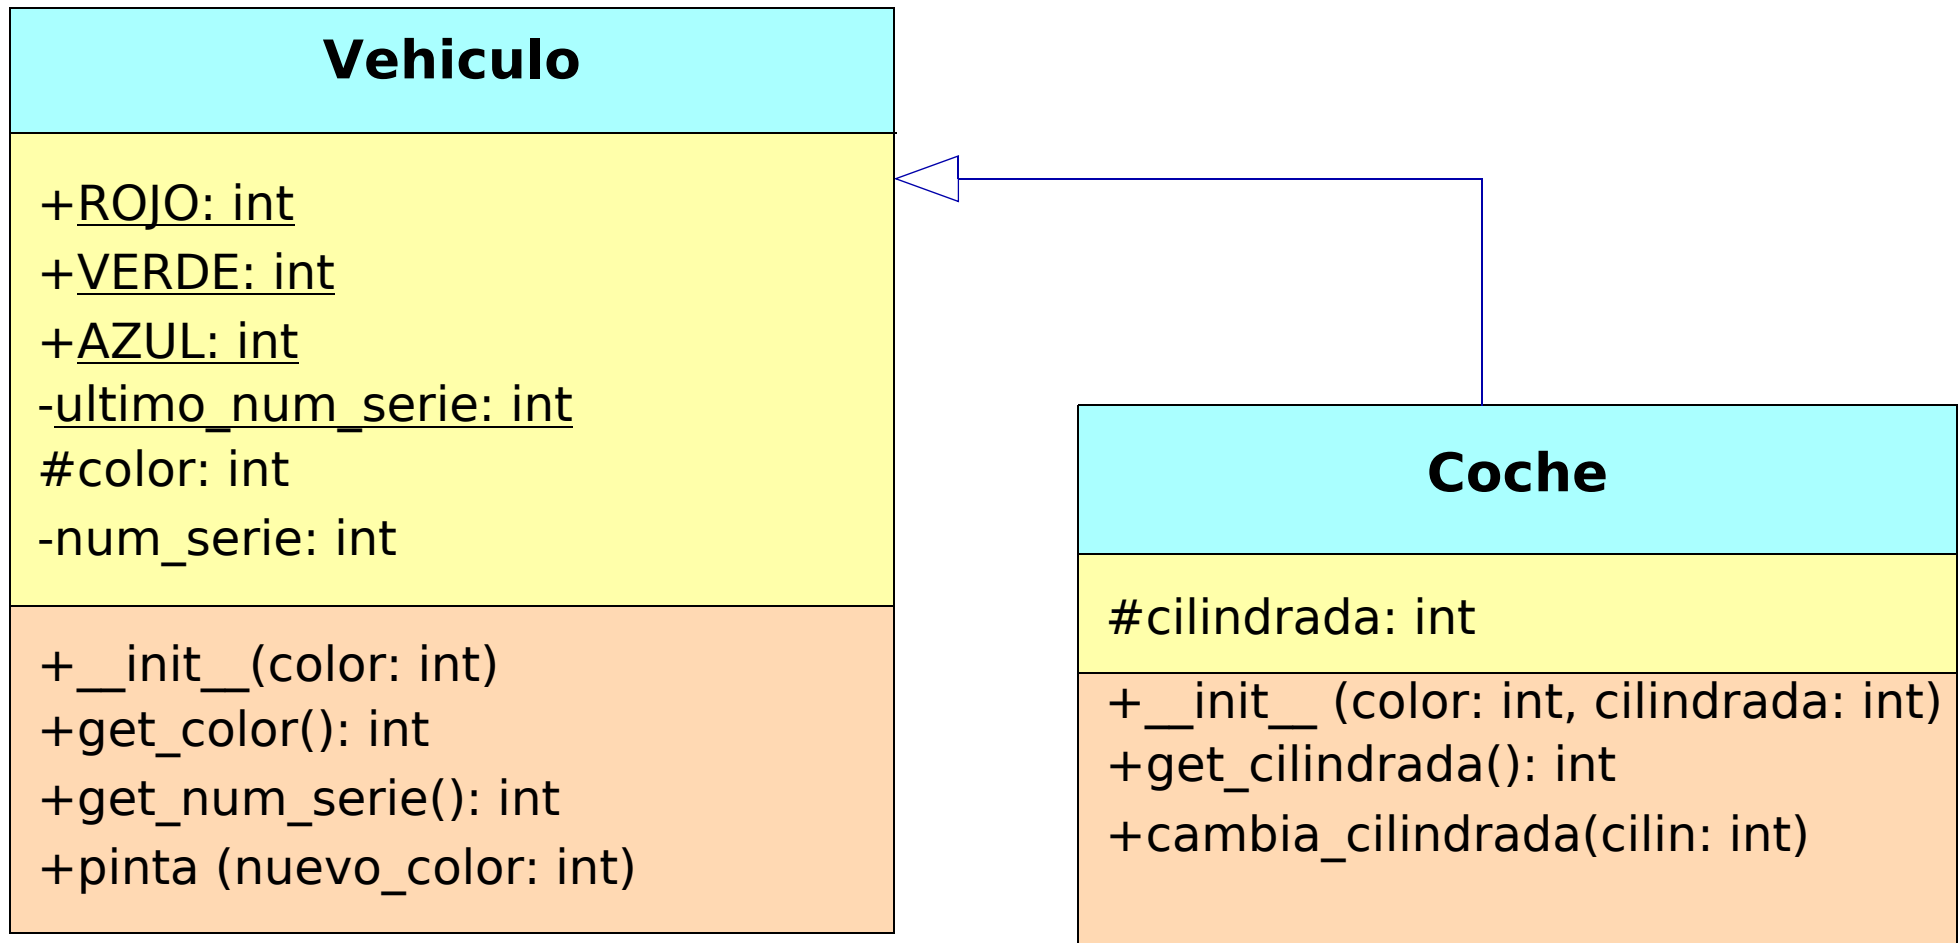 Vehiculo
+ROJO: int
+VERDE: int
+AZUL: int
-ultimo_num_serie: int
#color: int
-num_serie: int
+__init__(color: int)
+get_color(): int
+get_num_serie(): int
+pinta (nuevo_color: int)
Coche
#cilindrada: int
+__init__ (color: int, cilindrada: int)
+get_cilindrada(): int
+cambia_cilindrada(cilin: int)